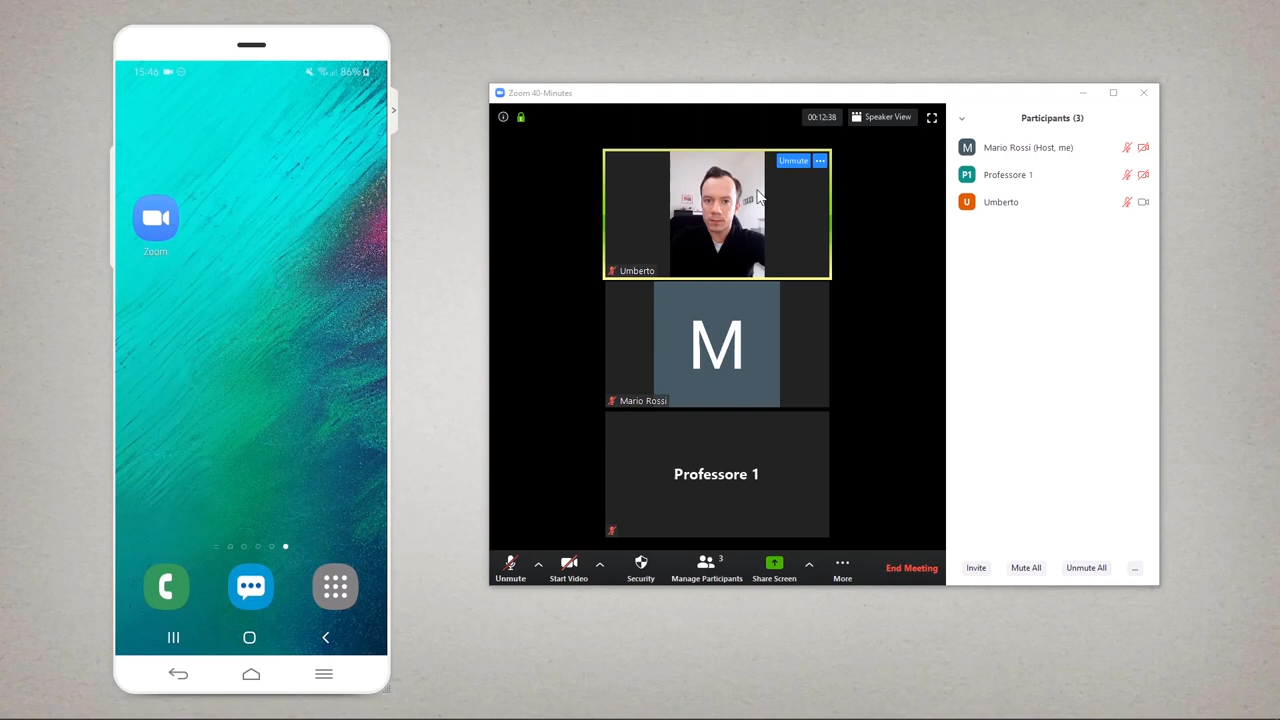 15:46
86%
Zoom
Zoom 40-Minutes
00:12:38
Speaker View
Unmute
...
Umberto
M
Mario Rossi
Professore 1
Unmute
Start Video
Security
3
Manage Participants
Share Screen
More
End Meeting
Participants (3)
M
Mario Rossi (Host, me)
P1
Professore 1
U
Umberto
Invite
Mute All
Unmute All
...